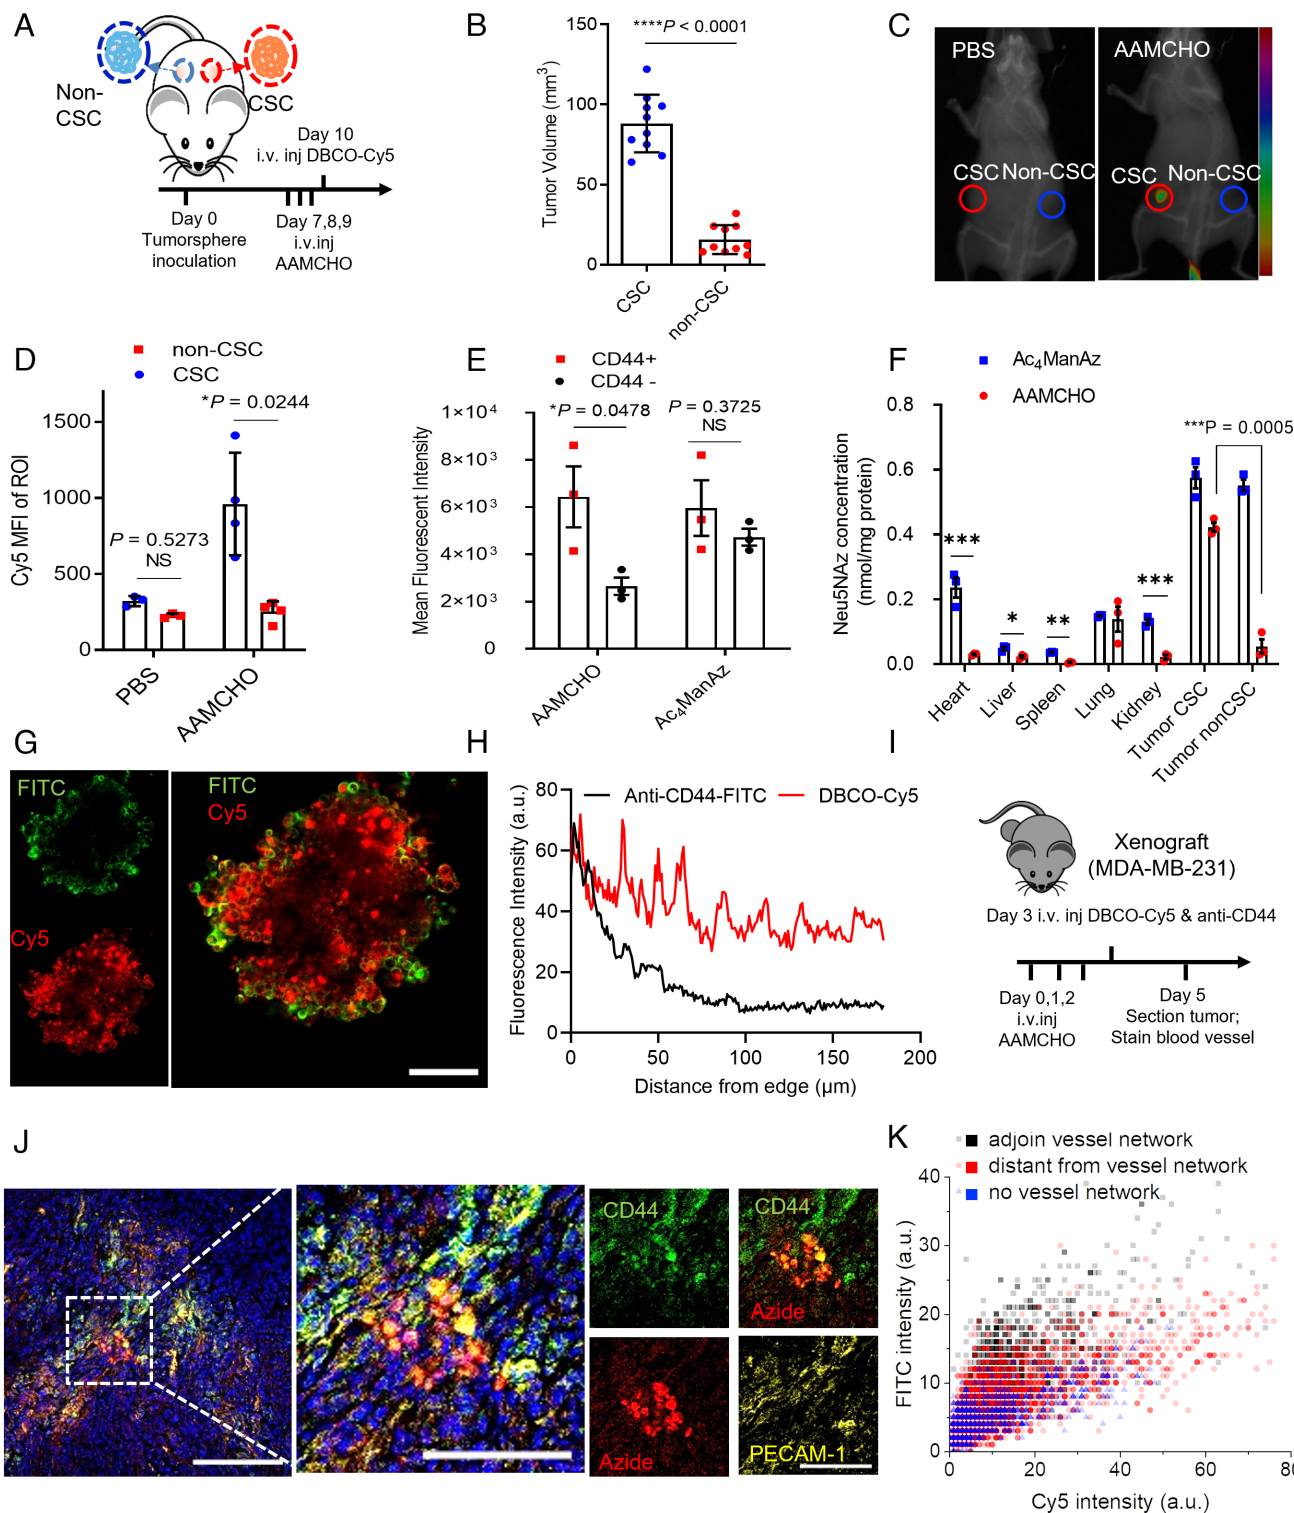 A
Non-
CSC
CSC
Day 10
i.v. inj DBCO-Cy5
Day 0
Tumorsphere
inoculation
Day 7,8,9
i.v.inj
AAMCHO
B
****P < 0.0001
Tumor Volume (mm³)
150
100
50
0
CSC
non-CSC
C
PBS
AAMCHO
CSC
Non-CSC
CSC
Non-CSC
D
non-CSC
CSC
*P = 0.0244
P = 0.5273
NS
Cy5 MFI of ROI
1500
1000
500
0
PBS
AAMCHO
E
CD44+
CD44 -
*P = 0.0478
P = 0.3725
NS
Mean Fluorescent Intensity
1×10⁴
8×10³
6×10³
4×10³
2×10³
0
AAMCHO
Ac₄ManAz
F
Ac₄ManAz
AAMCHO
***P = 0.0005
Neu5NAz concentration
(nmol/mg protein)
0.8
0.6
0.4
0.2
0.0
***
*
**
***
Heart
Liver
Spleen
Lung
Kidney
Tumor CSC
Tumor nonCSC
G
FITC
Cy5
FITC
Cy5
H
Anti-CD44-FITC
DBCO-Cy5
Fluorescence Intensity (a.u.)
80
60
40
20
0
0
50
100
150
200
Distance from edge (µm)
I
Xenograft
(MDA-MB-231)
Day 3 i.v. inj DBCO-Cy5 & anti-CD44
Day 0,1,2
i.v.inj
AAMCHO
Day 5
Section tumor;
Stain blood vessel
J
CD44
CD44
Azide
Azide
PECAM-1
K
adjoin vessel network
distant from vessel network
no vessel network
FITC intensity (a.u.)
40
30
20
10
0
0
20
40
60
80
Cy5 intensity (a.u.)